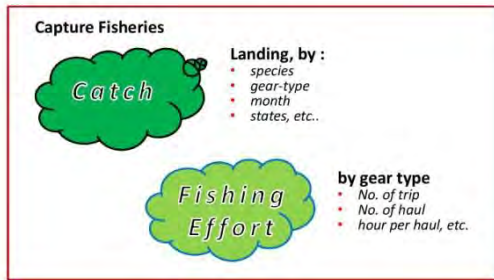 Capture Fisheries
Catch
Landing, by :
• species
• gear-type
• month
• states, etc..
Fishing
Effort
by gear type
• No. of trip
• No. of haul
• hour per haul, etc.